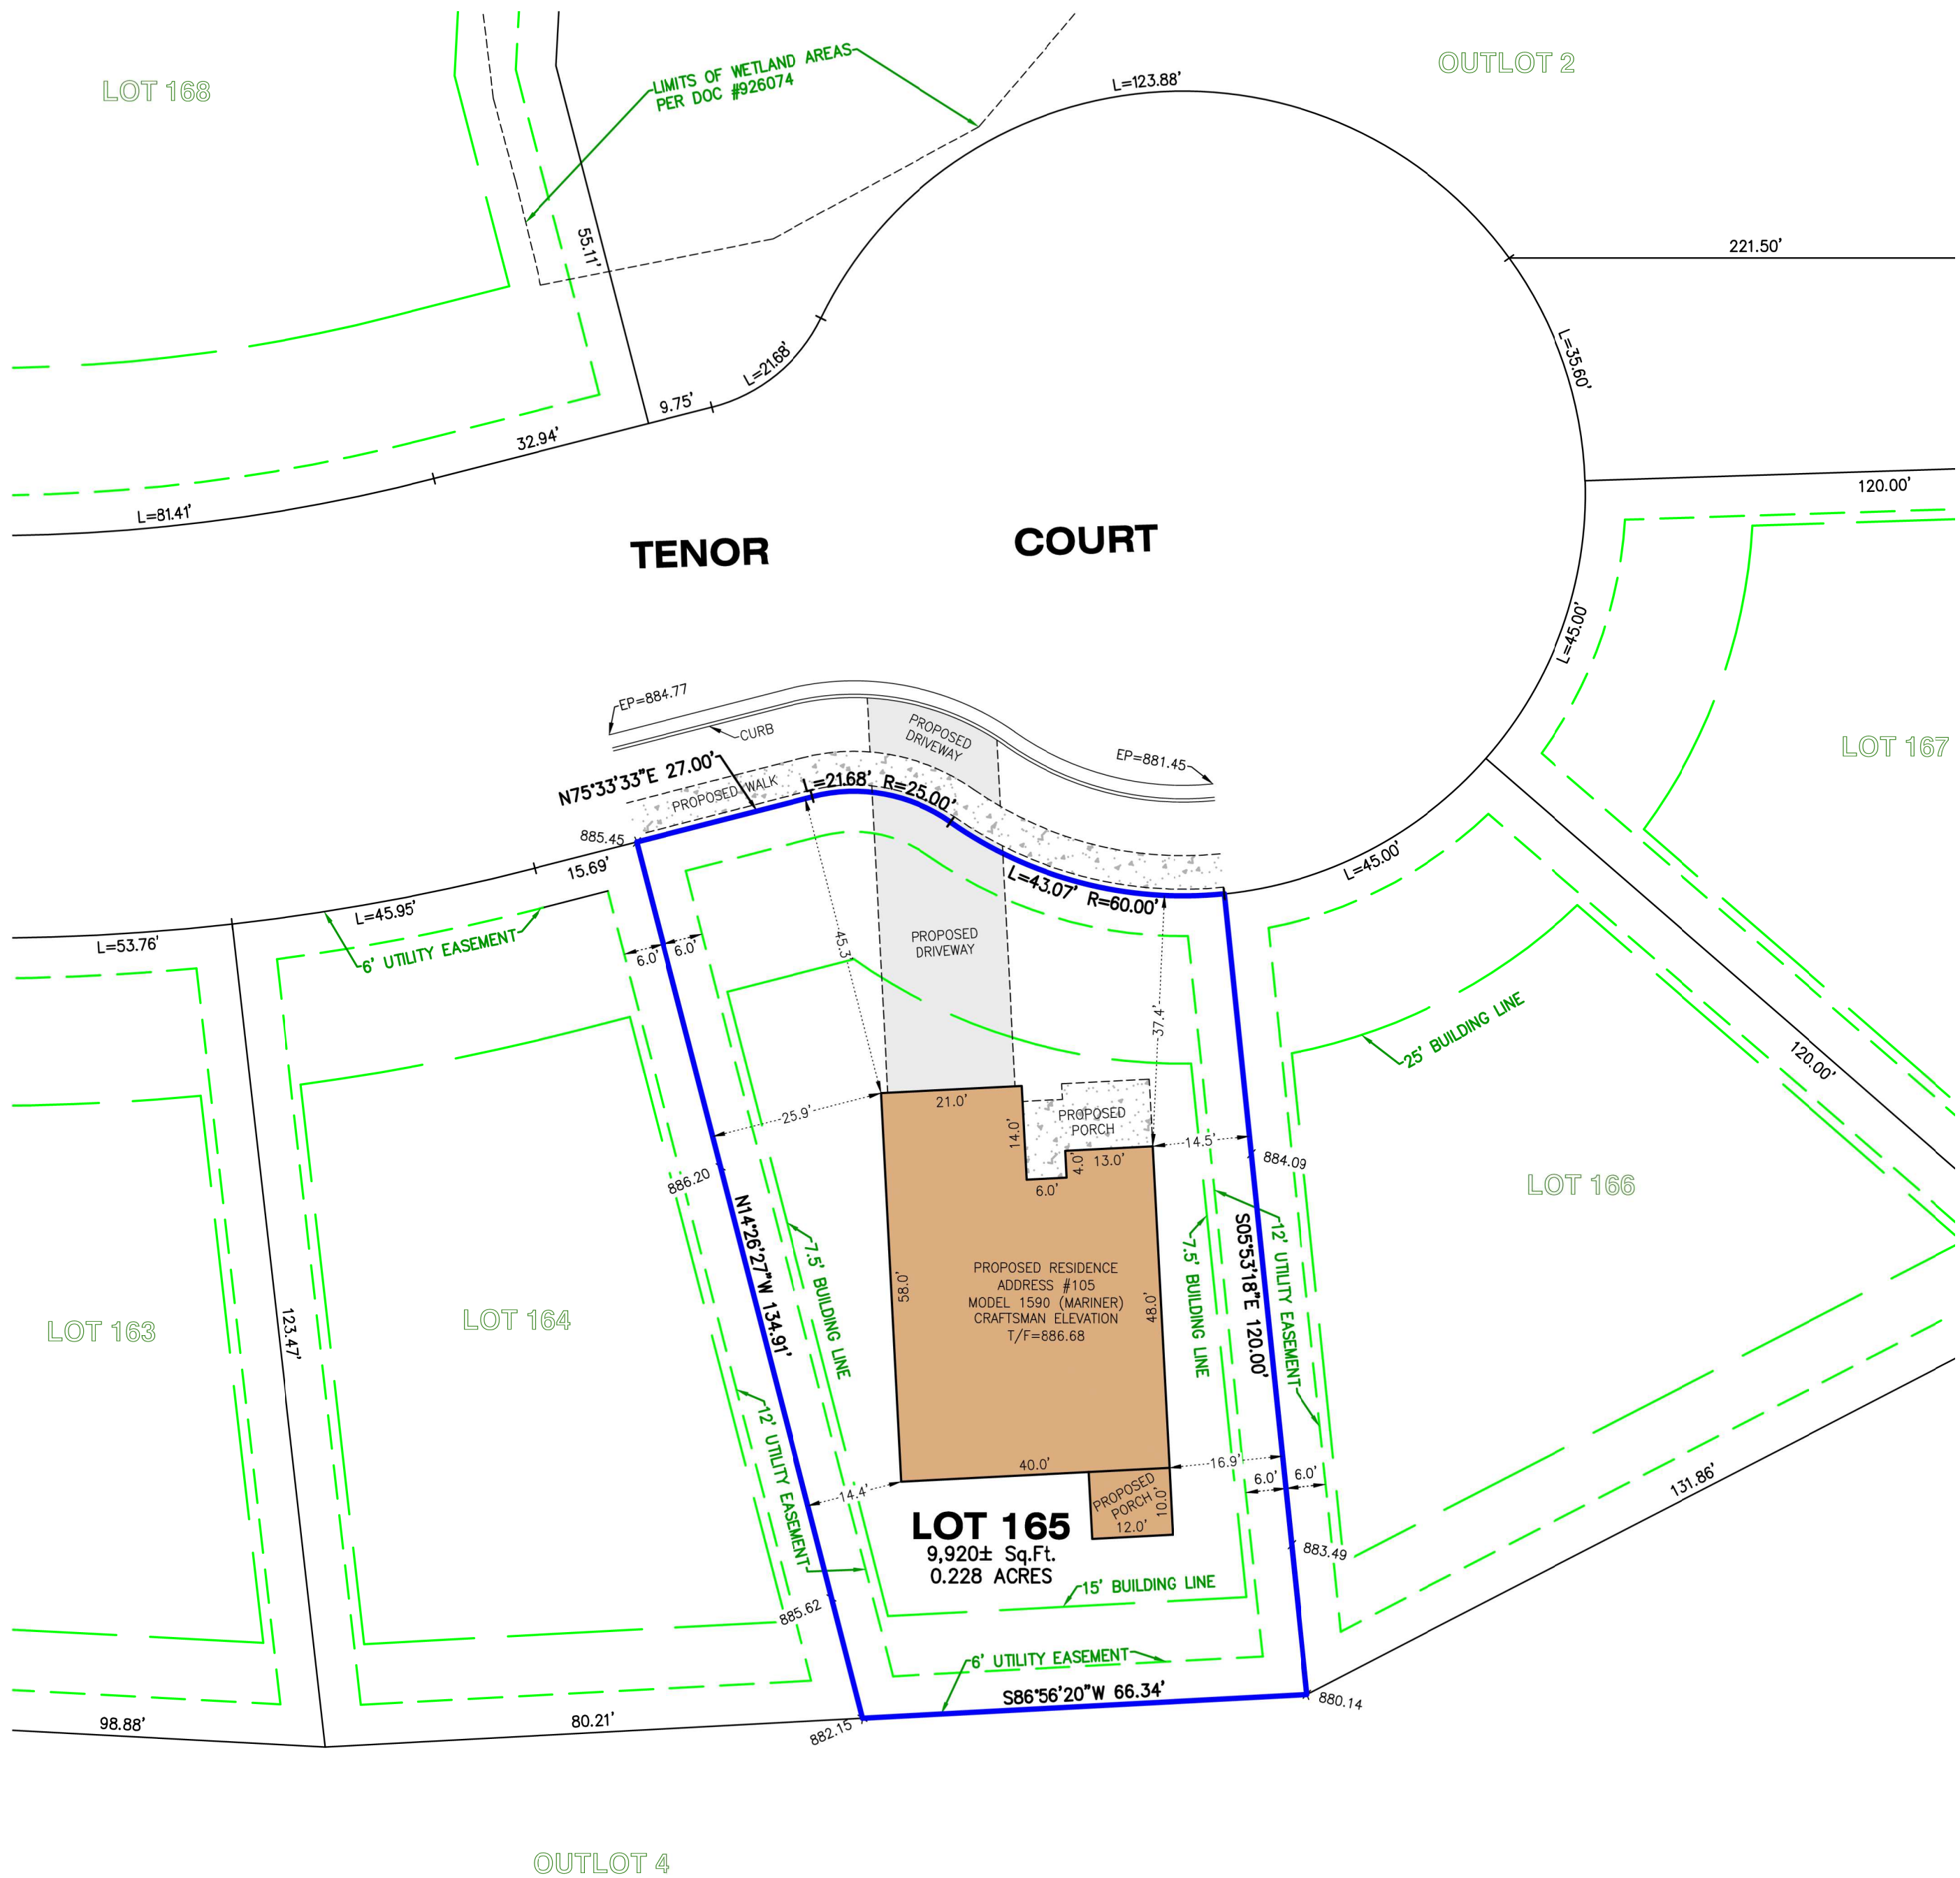 LOT 168
LIMITS OF WETLAND AREAS
PER DOC #926074
L=123.88'
OUTLOT 2
55.11'
221.50'
L=21.68'
L=35.60'
9.75'
32.94'
L=81.41'
120.00'
TENOR COURT
L=45.00'
EP=884.77
CURB
PROPOSED
DRIVEWAY
EP=881.45
LOT 167
N75°33'33"E 27.00'
PROPOSED WALK
L=21.68' R=25.00'
885.45
15.69'
L=43.07' R=60.00'
L=45.00'
L=45.95'
L=53.76'
6' UTILITY EASEMENT
6.0'
6.0'
45.3'
PROPOSED
DRIVEWAY
37.4'
25' BUILDING LINE
120.00'
21.0'
25.9'
14.0'
PROPOSED
PORCH
4.0'
13.0'
6.0'
14.5'
884.09
886.20
LOT 166
N14°26'27"W 134.91'
7.5' BUILDING LINE
58.0'
PROPOSED RESIDENCE
ADDRESS #105
MODEL 1590 (MARINER)
CRAFTSMAN ELEVATION
T/F=886.68
48.0'
7.5' BUILDING LINE
S05°53'18"E 120.00'
12' UTILITY EASEMENT
LOT 163
123.47'
LOT 164
12' UTILITY EASEMENT
40.0'
14.4'
16.9'
6.0'
6.0'
PROPOSED
PORCH
10.0'
12.0'
131.86'
LOT 165
9,920± Sq.Ft.
0.228 ACRES
883.49
15' BUILDING LINE
885.62
6' UTILITY EASEMENT
S86°56'20"W 66.34'
880.14
98.88'
80.21'
882.15
OUTLOT 4